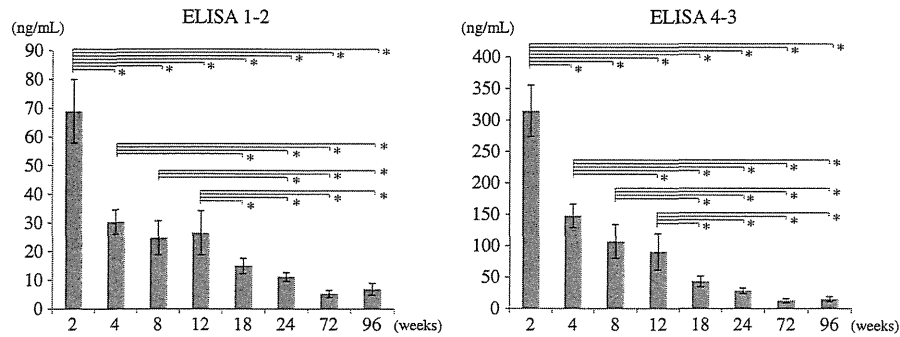 ELISA 1-2
(ng/mL)
90
80
70
60
50
40
30
20
10
0
* * * * * * *
* * * *
* * *
* * * *
2 4 8 12 18 24 72 96 (weeks)
ELISA 4-3
(ng/mL)
400
350
300
250
200
150
100
50
0
* * * * * * *
* * * * *
* * * *
* * * *
2 4 8 12 18 24 72 96 (weeks)